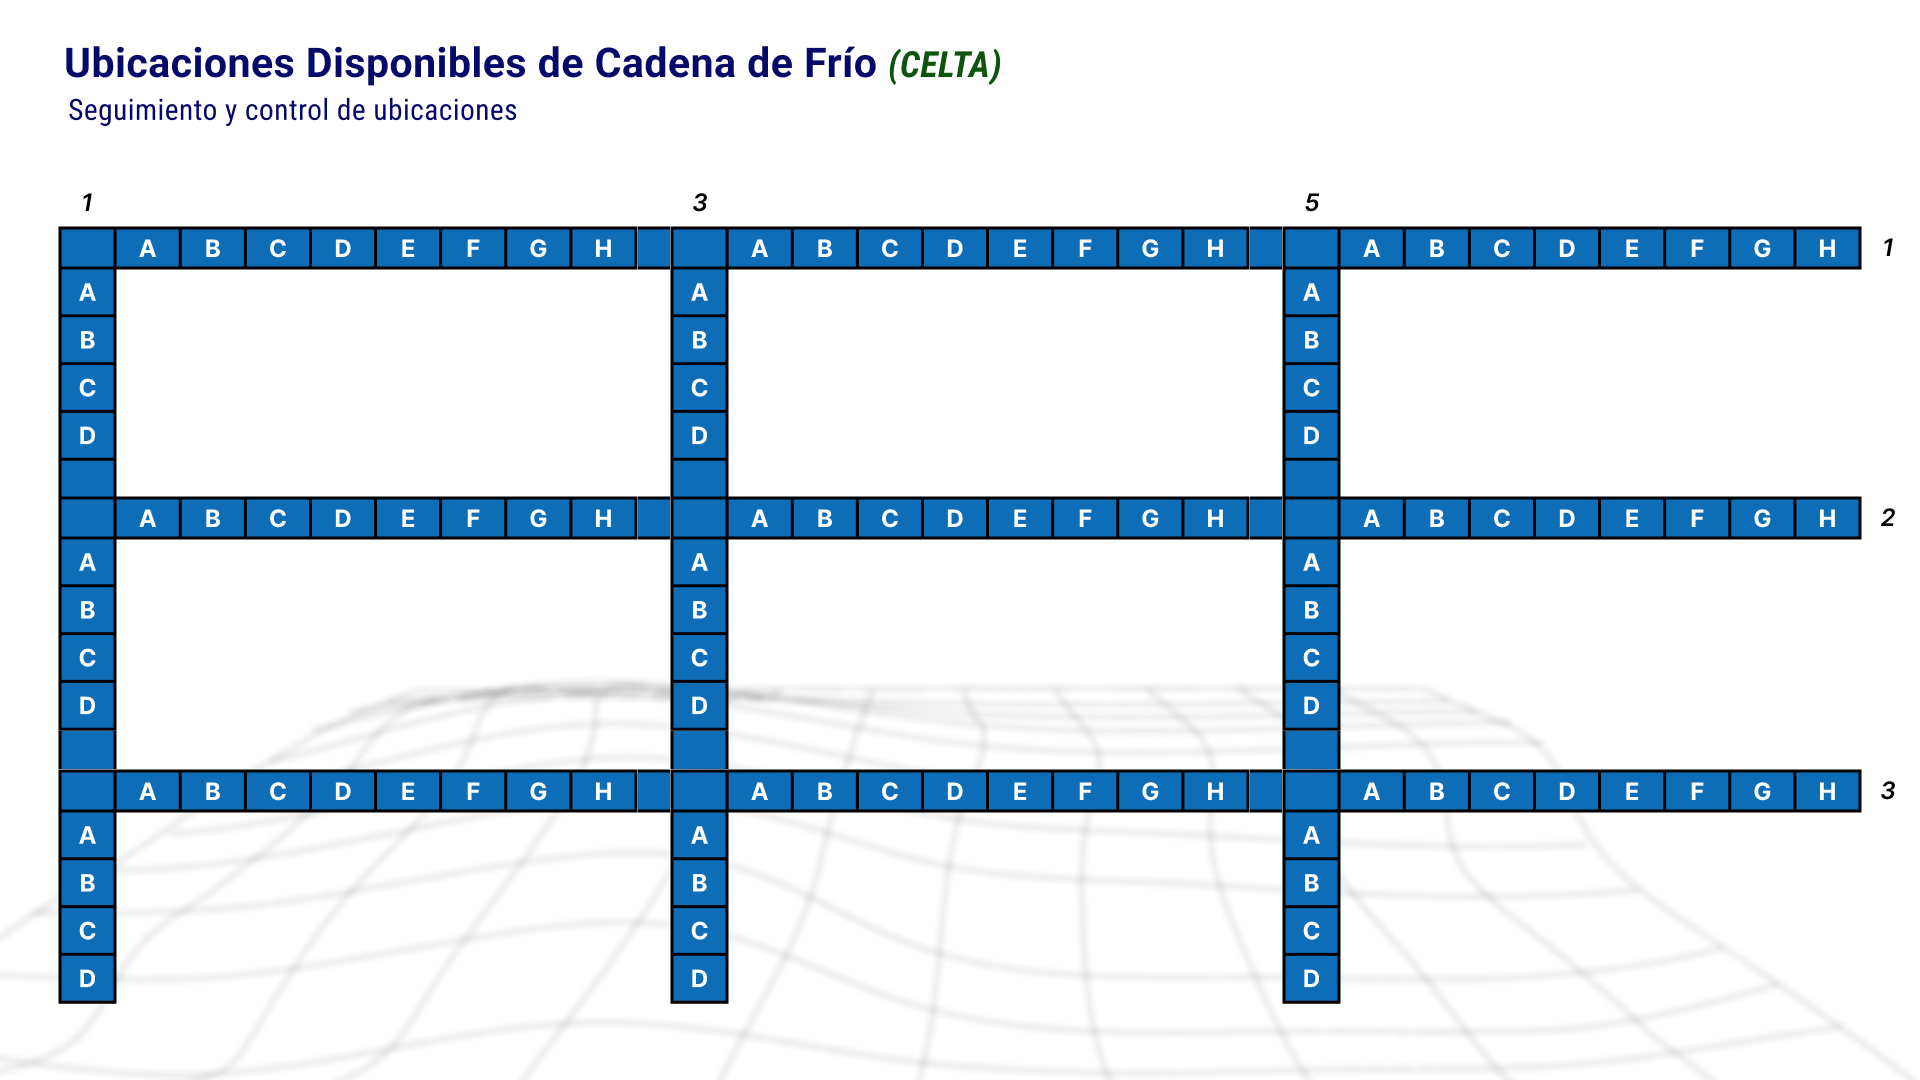 Ubicaciones Disponibles de Cadena de Frío (CELTA)
Seguimiento y control de ubicaciones
1 3 5
A B C D E F G H A B C D E F G H A B C D E F G H 1
A A A
B B B
C C C
D D D
A B C D E F G H A B C D E F G H A B C D E F G H 2
A A A
B B B
C C C
D D D
A B C D E F G H A B C D E F G H A B C D E F G H 3
A A A
B B B
C C C
D D D